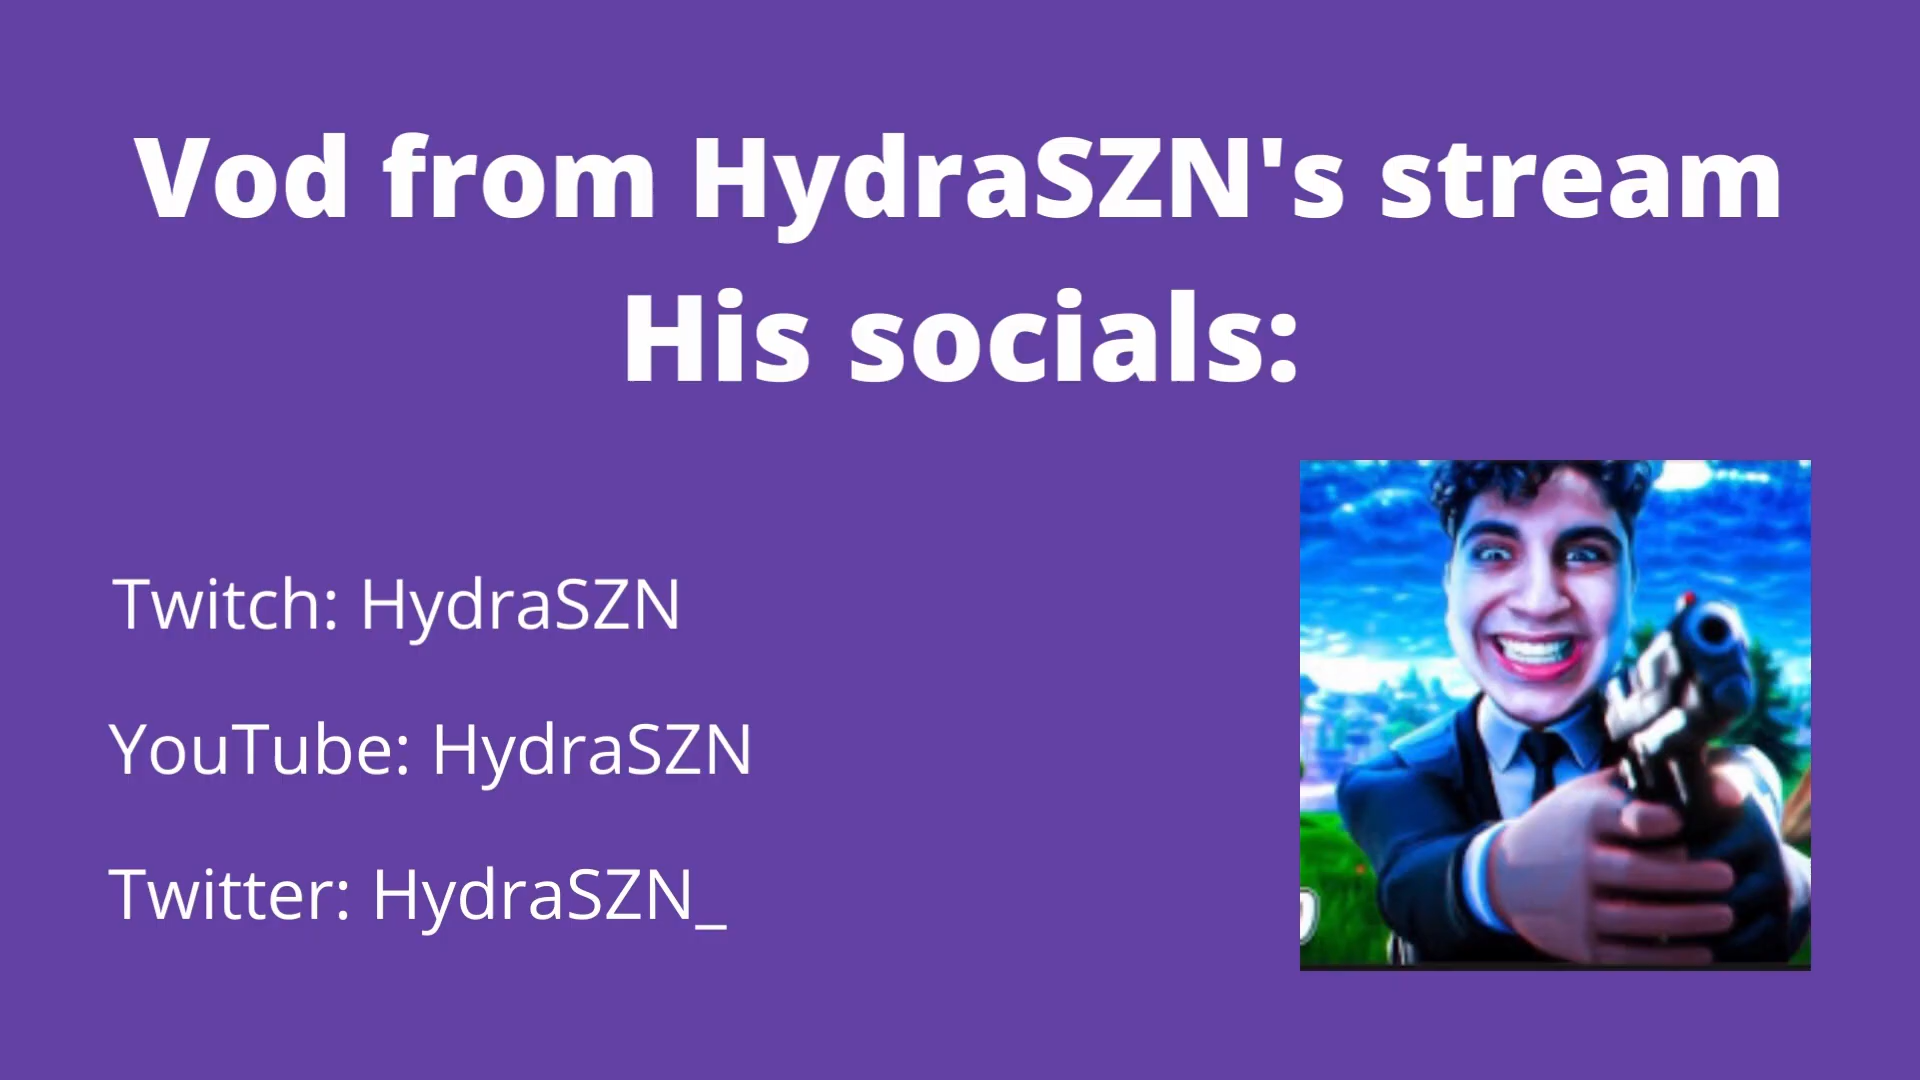 Vod from HydraSZN's stream
His socials:
Twitch: HydraSZN
YouTube: HydraSZN
Twitter: HydraSZN_